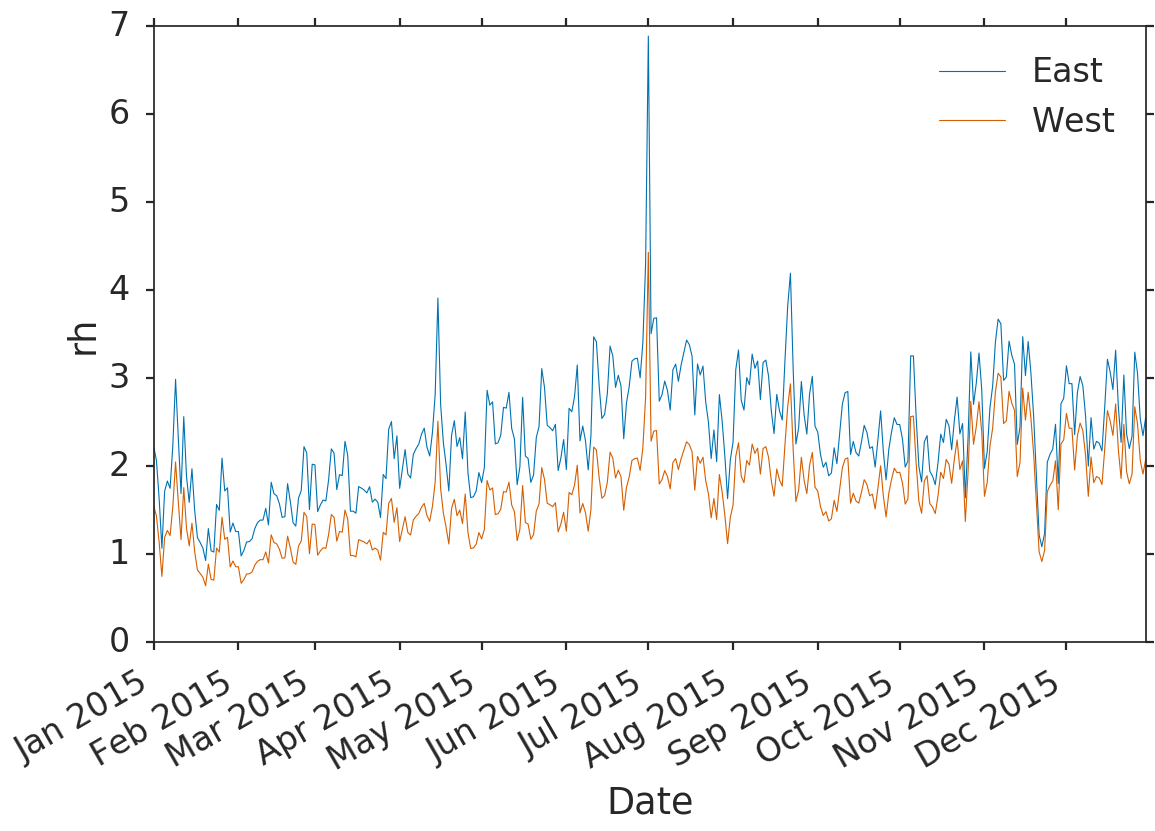 7
6
5
4
3
2
1
0
rh
East
West
Jan 2015
Feb 2015
Mar 2015
Apr 2015
May 2015
Jun 2015
Jul 2015
Aug 2015
Sep 2015
Oct 2015
Nov 2015
Dec 2015
Date